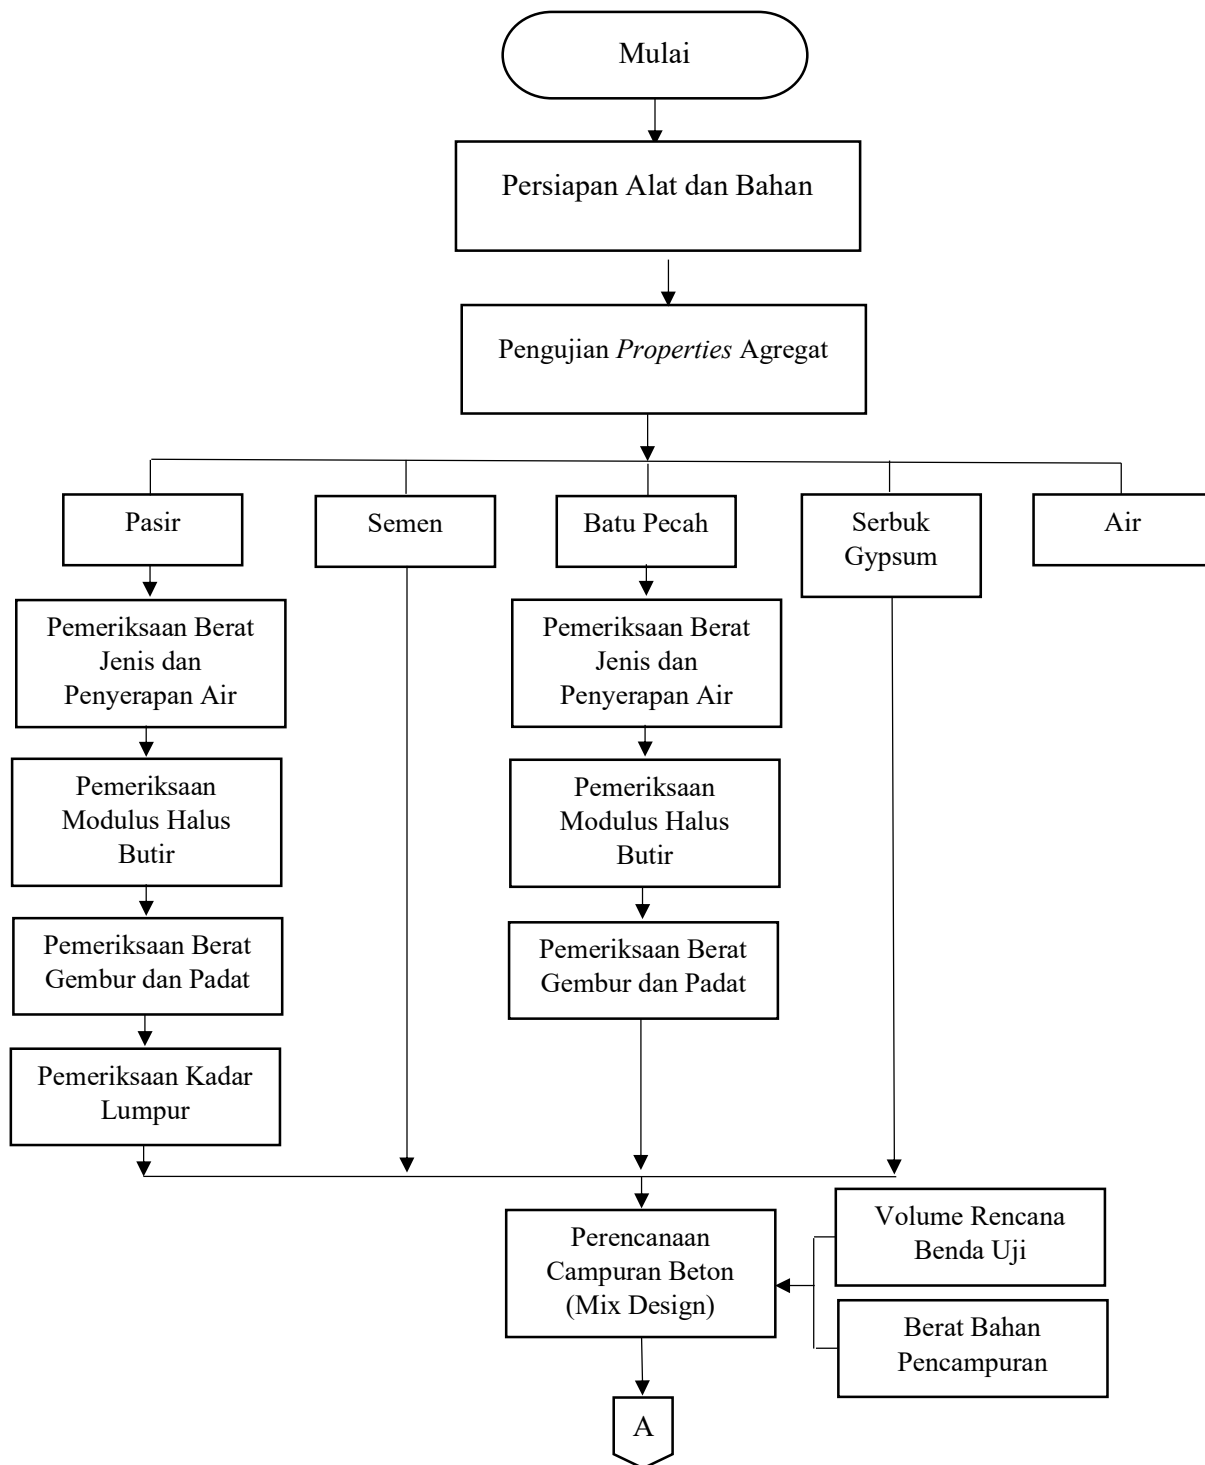 Mulai
Persiapan Alat dan Bahan
Pengujian Properties Agregat
Pasir
Semen
Batu Pecah
Serbuk
Gypsum
Air
Pemeriksaan Berat
Jenis dan
Penyerapan Air
Pemeriksaan Berat
Jenis dan
Penyerapan Air
Pemeriksaan
Modulus Halus
Butir
Pemeriksaan
Modulus Halus
Butir
Pemeriksaan Berat
Gembur dan Padat
Pemeriksaan Berat
Gembur dan Padat
Pemeriksaan Kadar
Lumpur
Perencanaan
Campuran Beton
(Mix Design)
Volume Rencana
Benda Uji
Berat Bahan
Pencampuran
A